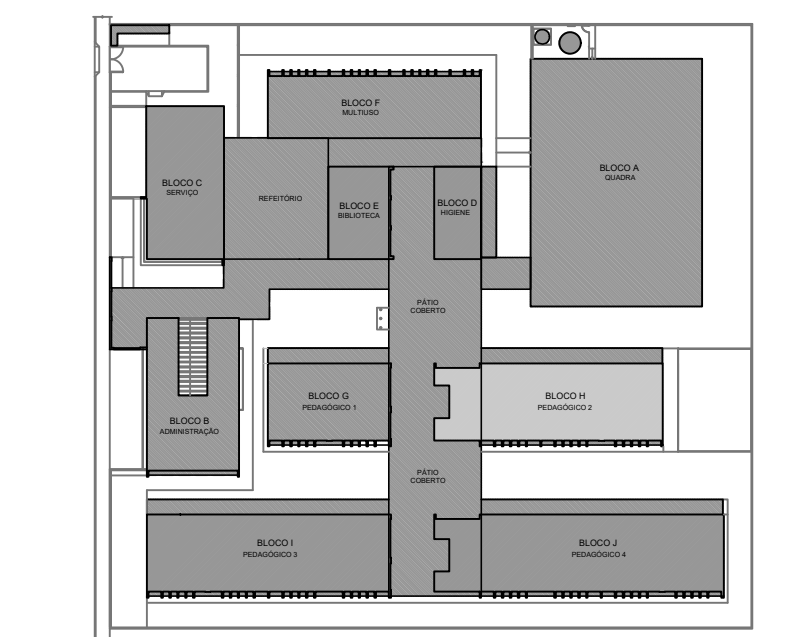 BLOCO F
MULTIUSO
BLOCO A
QUADRA
BLOCO C
SERVIÇO
REFEITÓRIO
BLOCO E
BIBLIOTECA
BLOCO D
HIGIENE
PÁTIO
COBERTO
BLOCO G
PEDAGÓGICO 1
BLOCO H
PEDAGÓGICO 2
BLOCO B
ADMINISTRAÇÃO
PÁTIO
COBERTO
BLOCO I
PEDAGÓGICO 3
BLOCO J
PEDAGÓGICO 4